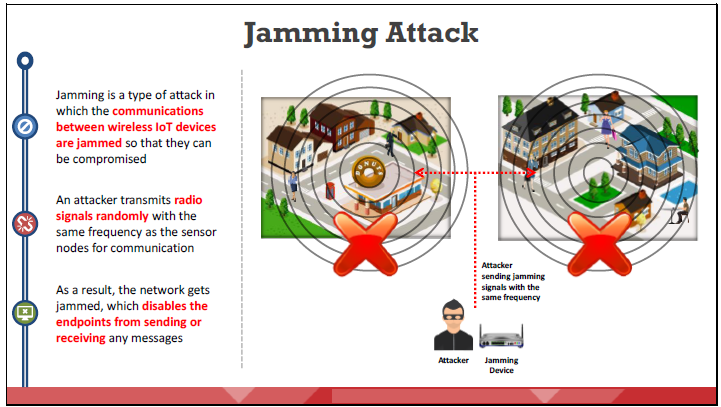 Jamming Attack
Jamming is a type of attack in
which the communications
between wireless IoT devices
are jammed so that they can
be compromised
An attacker transmits radio
signals randomly with the
same frequency as the sensor
nodes for communication
As a result, the network gets
jammed, which disables the
endpoints from sending or
receiving any messages
BONUT
Attacker
sending jamming
signals with the
same frequency
Attacker
Jamming
Device